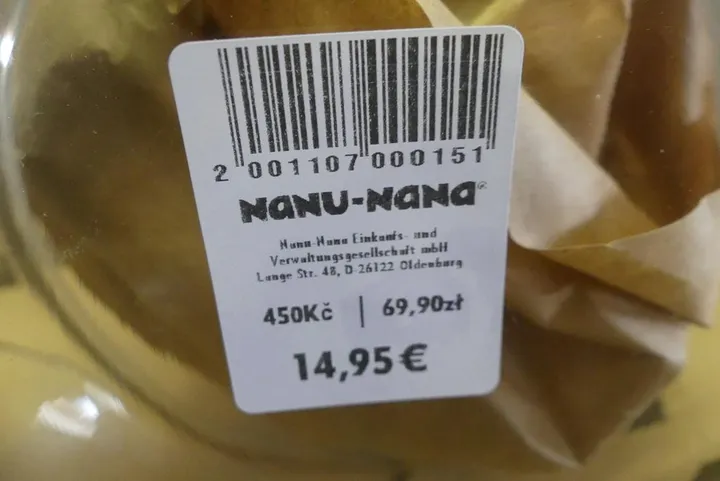 2 001107 000151
NANU-NANA®
Nanu-Nana Einkaufs- und
Verwaltungsgesellschaft mbH
Lange Str. 48, D-26122 Oldenburg
450Kč | 69,90zł
14,95€